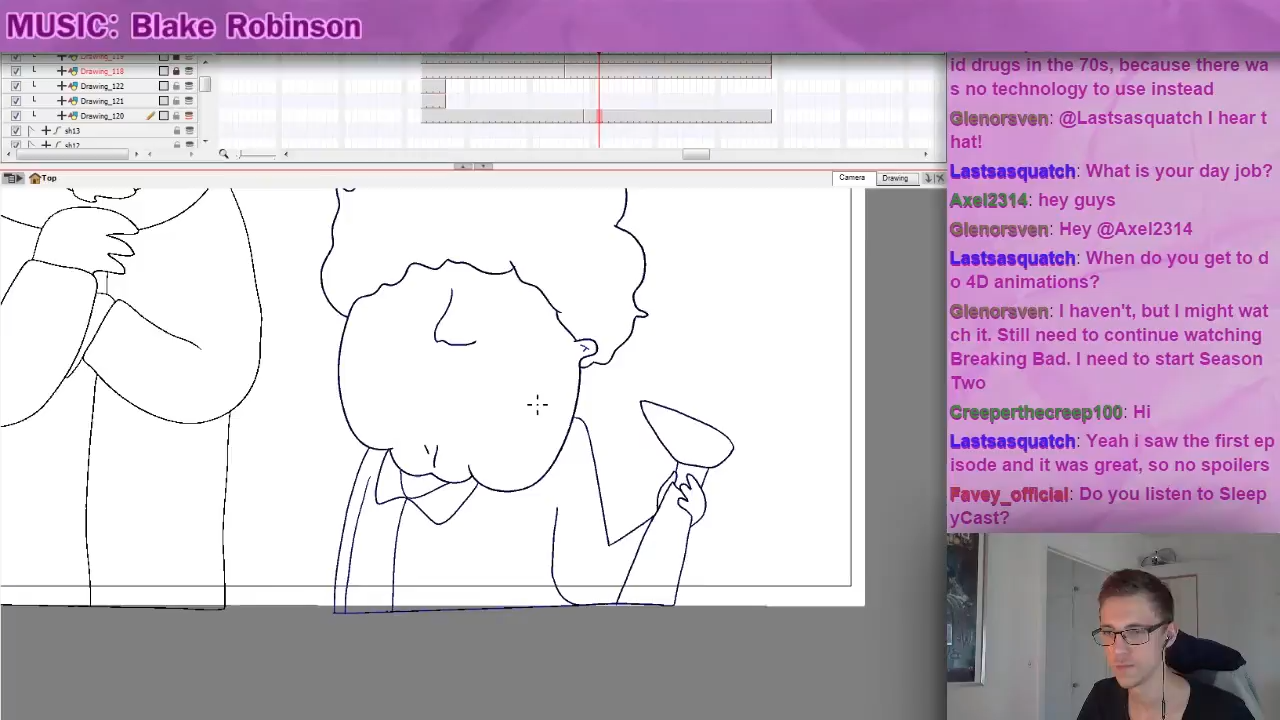 MUSIC: Blake Robinson
Drawing_119
Drawing_118
Drawing_122
Drawing_121
Drawing_120
sh13
sh12
Top
Camera
Drawing
id drugs in the 70s, because there wa
s no technology to use instead
Glenorsven: @Lastsasquatch I hear t
hat!
Lastsasquatch: What is your day job?
Axel2314: hey guys
Glenorsven: Hey @Axel2314
Lastsasquatch: When do you get to d
o 4D animations?
Glenorsven: I haven't, but I might wat
ch it. Still need to continue watching
Breaking Bad. I need to start Season
Two
Creeperthecreep100: Hi
Lastsasquatch: Yeah i saw the first ep
isode and it was great, so no spoilers
Favey_official: Do you listen to Sleep
yCast?